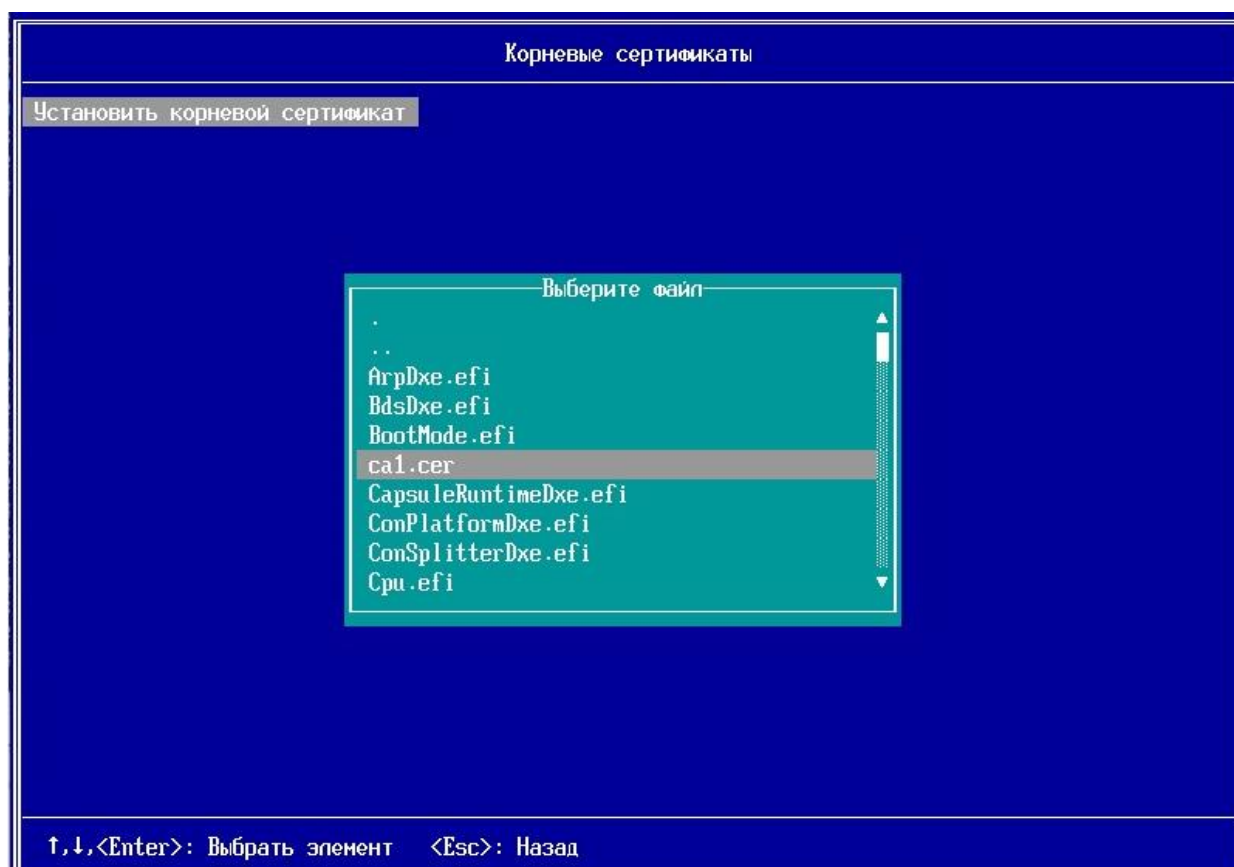 Корневые сертификаты
Установить корневой сертификат
Выберите файл
.
..
ArpDxe.efi
BdsDxe.efi
BootMode.efi
ca1.cer
CapsuleRuntimeDxe.efi
ConPlatformDxe.efi
ConSplitterDxe.efi
Cpu.efi
↑,↓,<Enter>: Выбрать элемент <Esc>: Назад